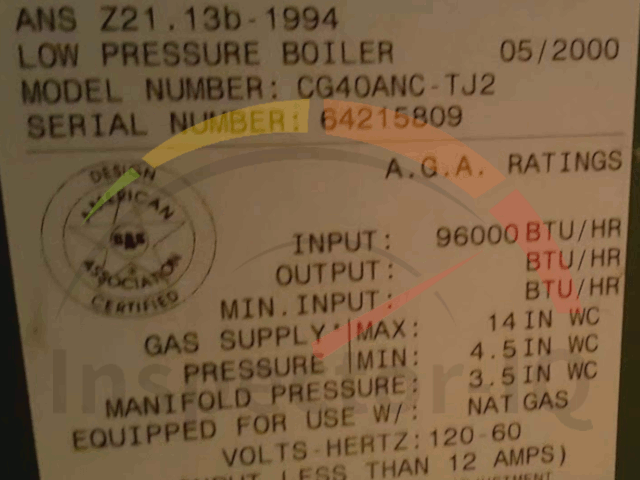 ANS Z21.13b-1994
LOW PRESSURE BOILER 05/2000
MODEL NUMBER: CG40ANC-TJ2
SERIAL NUMBER: 64215809
A.G.A. RATINGS
DESIGN
AMERICAN
GAS
ASSOCIATION
CERTIFIED
INPUT: 96000 BTU/HR
OUTPUT: BTU/HR
MIN. INPUT: BTU/HR
GAS SUPPLY MAX: 14 IN WC
PRESSURE MIN: 4.5 IN WC
MANIFOLD PRESSURE: 3.5 IN WC
EQUIPPED FOR USE W/: NAT GAS
VOLTS-HERTZ: 120-60
LESS THAN 12 AMPS)